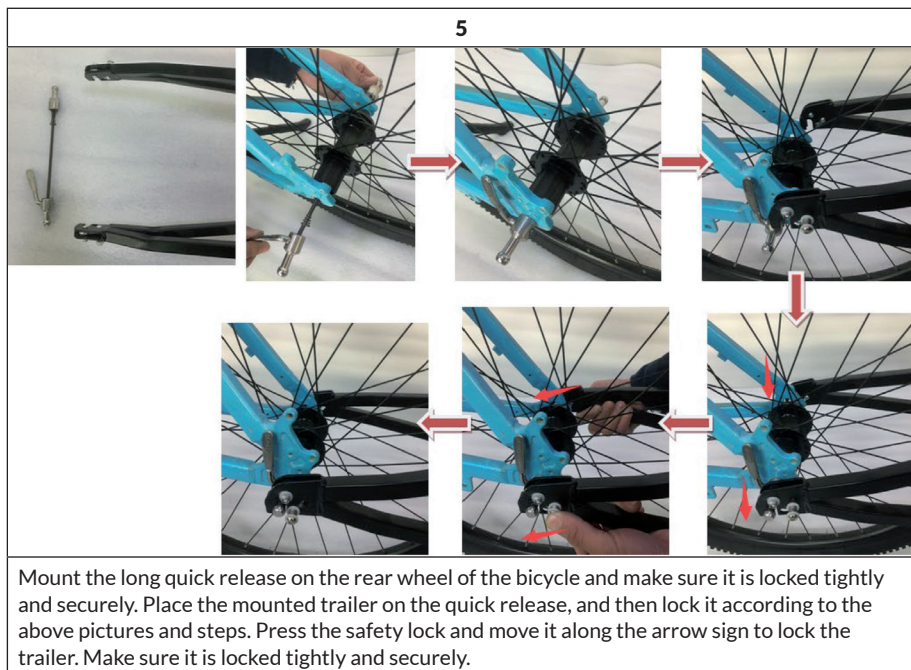 5
Mount the long quick release on the rear wheel of the bicycle and make sure it is locked tightly
and securely. Place the mounted trailer on the quick release, and then lock it according to the
above pictures and steps. Press the safety lock and move it along the arrow sign to lock the
trailer. Make sure it is locked tightly and securely.